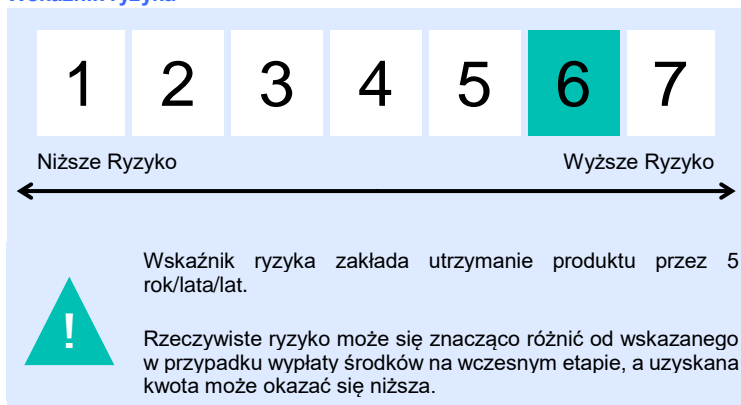 Wskaźnik ryzyka
1 2 3 4 5 6 7
Niższe Ryzyko Wyższe Ryzyko
Wskaźnik ryzyka zakłada utrzymanie produktu przez 5
rok/lata/lat.
!
Rzeczywiste ryzyko może się znacząco różnić od wskazanego
w przypadku wypłaty środków na wczesnym etapie, a uzyskana
kwota może okazać się niższa.